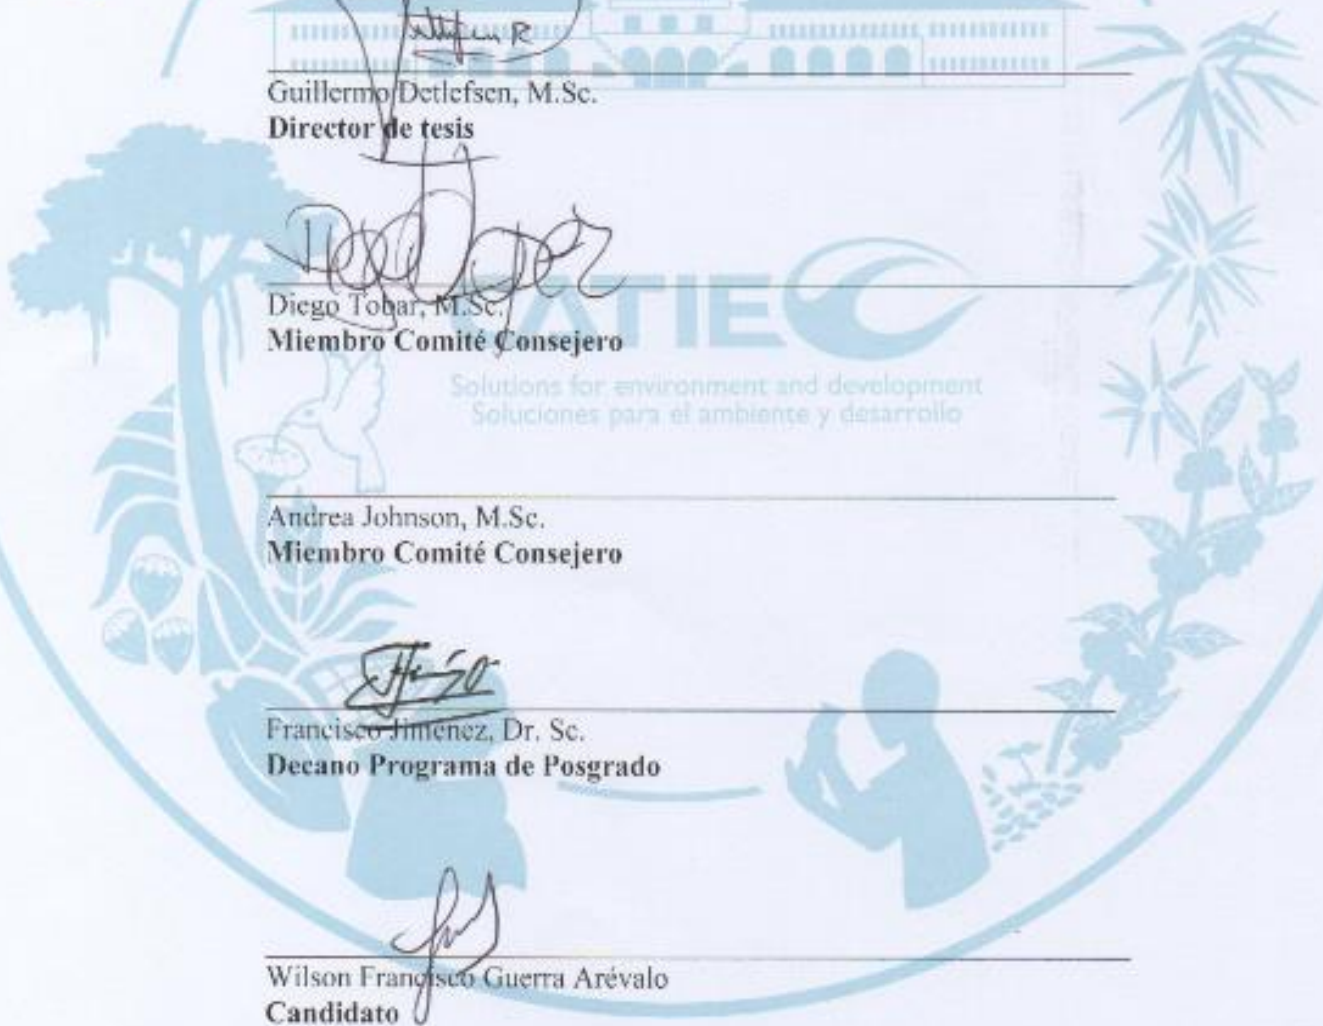 Guillermo Detlefsen, M.Sc.
Director de tesis
Diego Tobar, M.Sc.
Miembro Comité Consejero
CATIE
Solutions for environment and development
Soluciones para el ambiente y desarrollo
Andrea Johnson, M.Sc.
Miembro Comité Consejero
Francisco Jiménez, Dr. Sc.
Decano Programa de Posgrado
Wilson Francisco Guerra Arévalo
Candidato